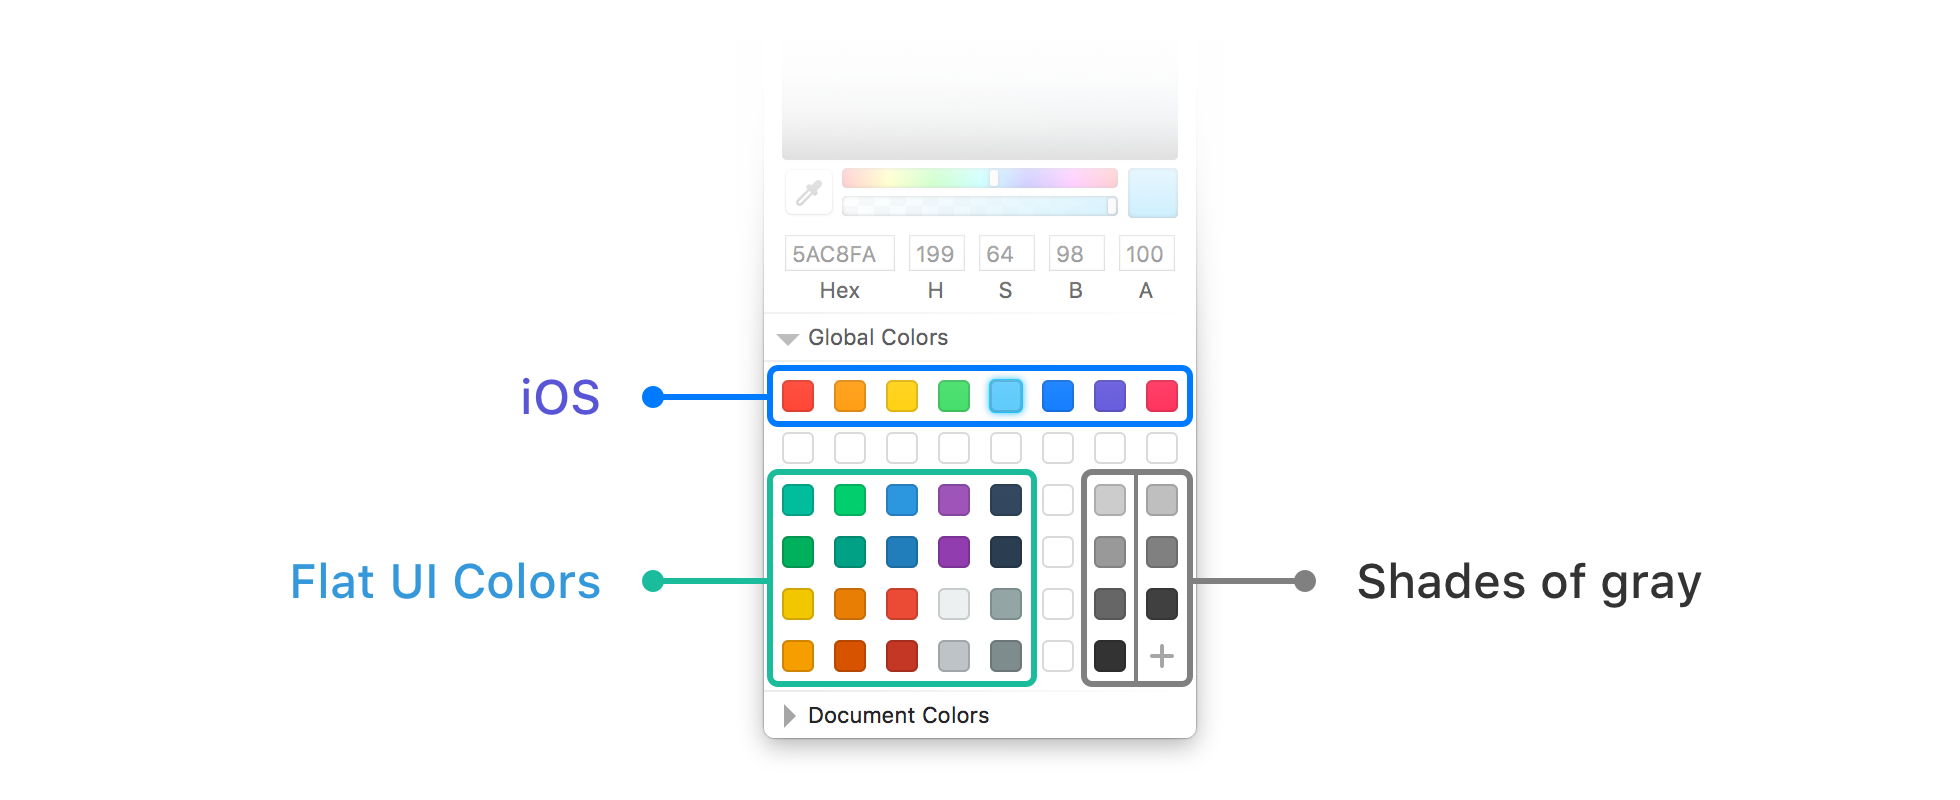 5AC8FA 199 64 98 100
Hex H S B A
Global Colors
iOS
Flat UI Colors
Shades of gray
Document Colors